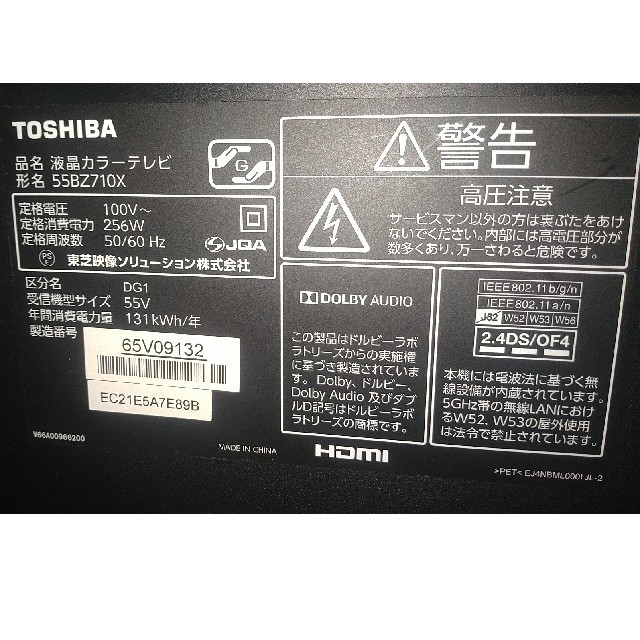 TOSHIBA
品名 液晶カラーテレビ
形名 55BZ710X
G
定格電圧 100V～
定格消費電力 256W
定格周波数 50/60 Hz
JQA
PS
E
東芝映像ソリューション株式会社
区分名 DG1
受信機型サイズ 55V
年間消費電力量 131kWh/年
製造番号
65V09132
EC21E5A7E89B
V66A00966200
MADE IN CHINA
警告
高圧注意
サービスマン以外の方は裏ぶたをあけ
ないでください。内部には高電圧部分が
数多くあり、万一さわると危険です。
DOLBY AUDIO
この製品はドルビーラボ
ラトリーズからの実施権
に基づき製造されていま
す。Dolby、ドルビー、
Dolby Audio 及びダブ
ルD記号はドルビーラボ
ラトリーズの商標です。
HDMI
IEEE802.11b/g/n
IEEE802.11a/n
J52 W52 W53 W56
2.4DS/OF4
本機には電波法に基づく無
線設備が内蔵されています。
5GHz帯の無線LANにおけ
るW52、W53の屋外使用
は法令で禁止されています。
>PET< EJ4NBML0001JL-2